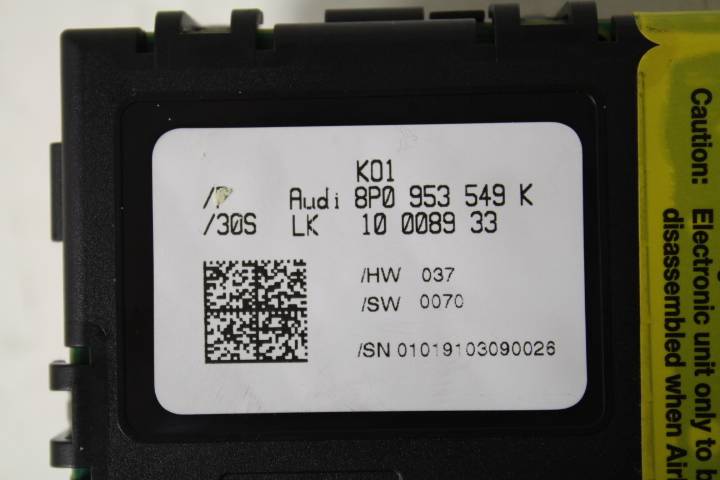 K01
Audi 8P0 953 549 K
/30S LK 10 0089 33
/HW 037
/SW 0070
/SN 01019103090026
Caution: Electronic unit only to b
disassembled when Air